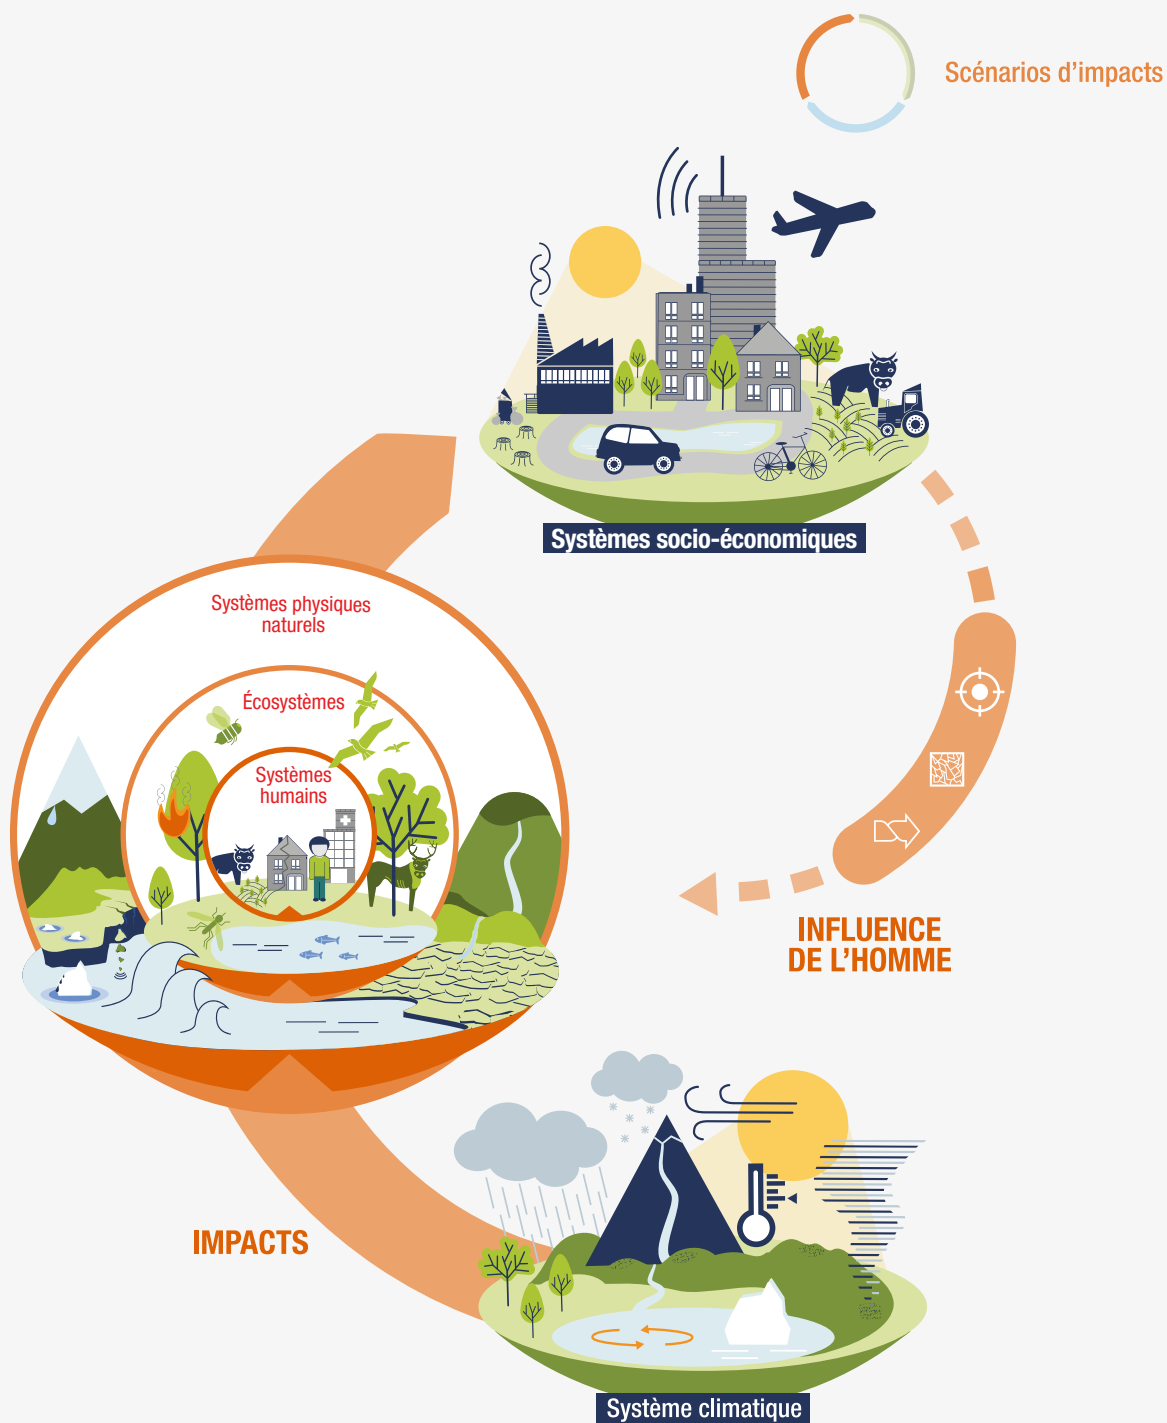 Scénarios d'impacts
Systèmes socio-économiques
Systèmes physiques
naturels
Écosystèmes
Systèmes
humains
INFLUENCE
DE L'HOMME
IMPACTS
Système climatique